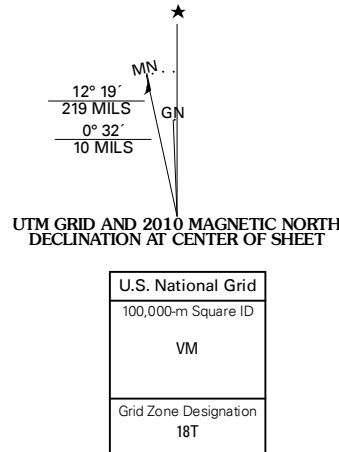 ★
MN
12° 19´
219 MILS
GN
0° 32´
10 MILS
UTM GRID AND 2010 MAGNETIC NORTH
DECLINATION AT CENTER OF SHEET
U.S. National Grid
100,000-m Square ID
VM
Grid Zone Designation
18T